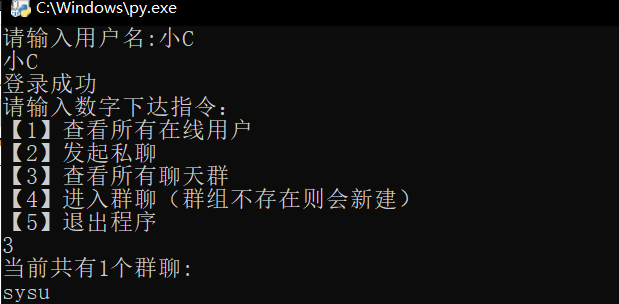 C:\Windows\py.exe
请输入用户名:小C
小C
登录成功
请输入数字下达指令：
【1】查看所有在线用户
【2】发起私聊
【3】查看所有聊天群
【4】进入群聊（群组不存在则会新建）
【5】退出程序
3
当前共有1个群聊:
sysu